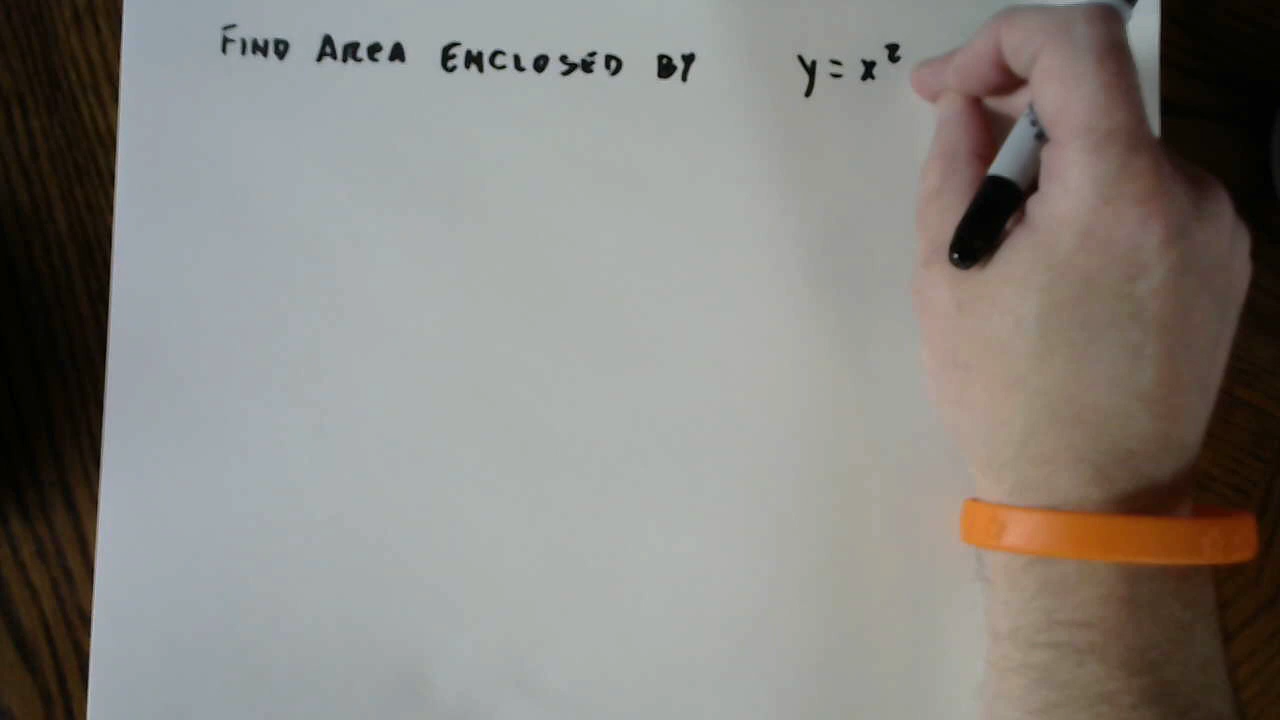 FIND AREA ENCLOSED BY y = x²